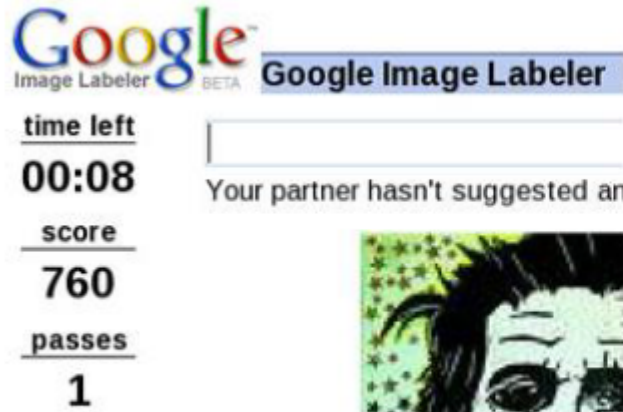 Google™
Image Labeler BETA
Google Image Labeler
time left
00:08
Your partner hasn't suggested an
score
760
passes
1